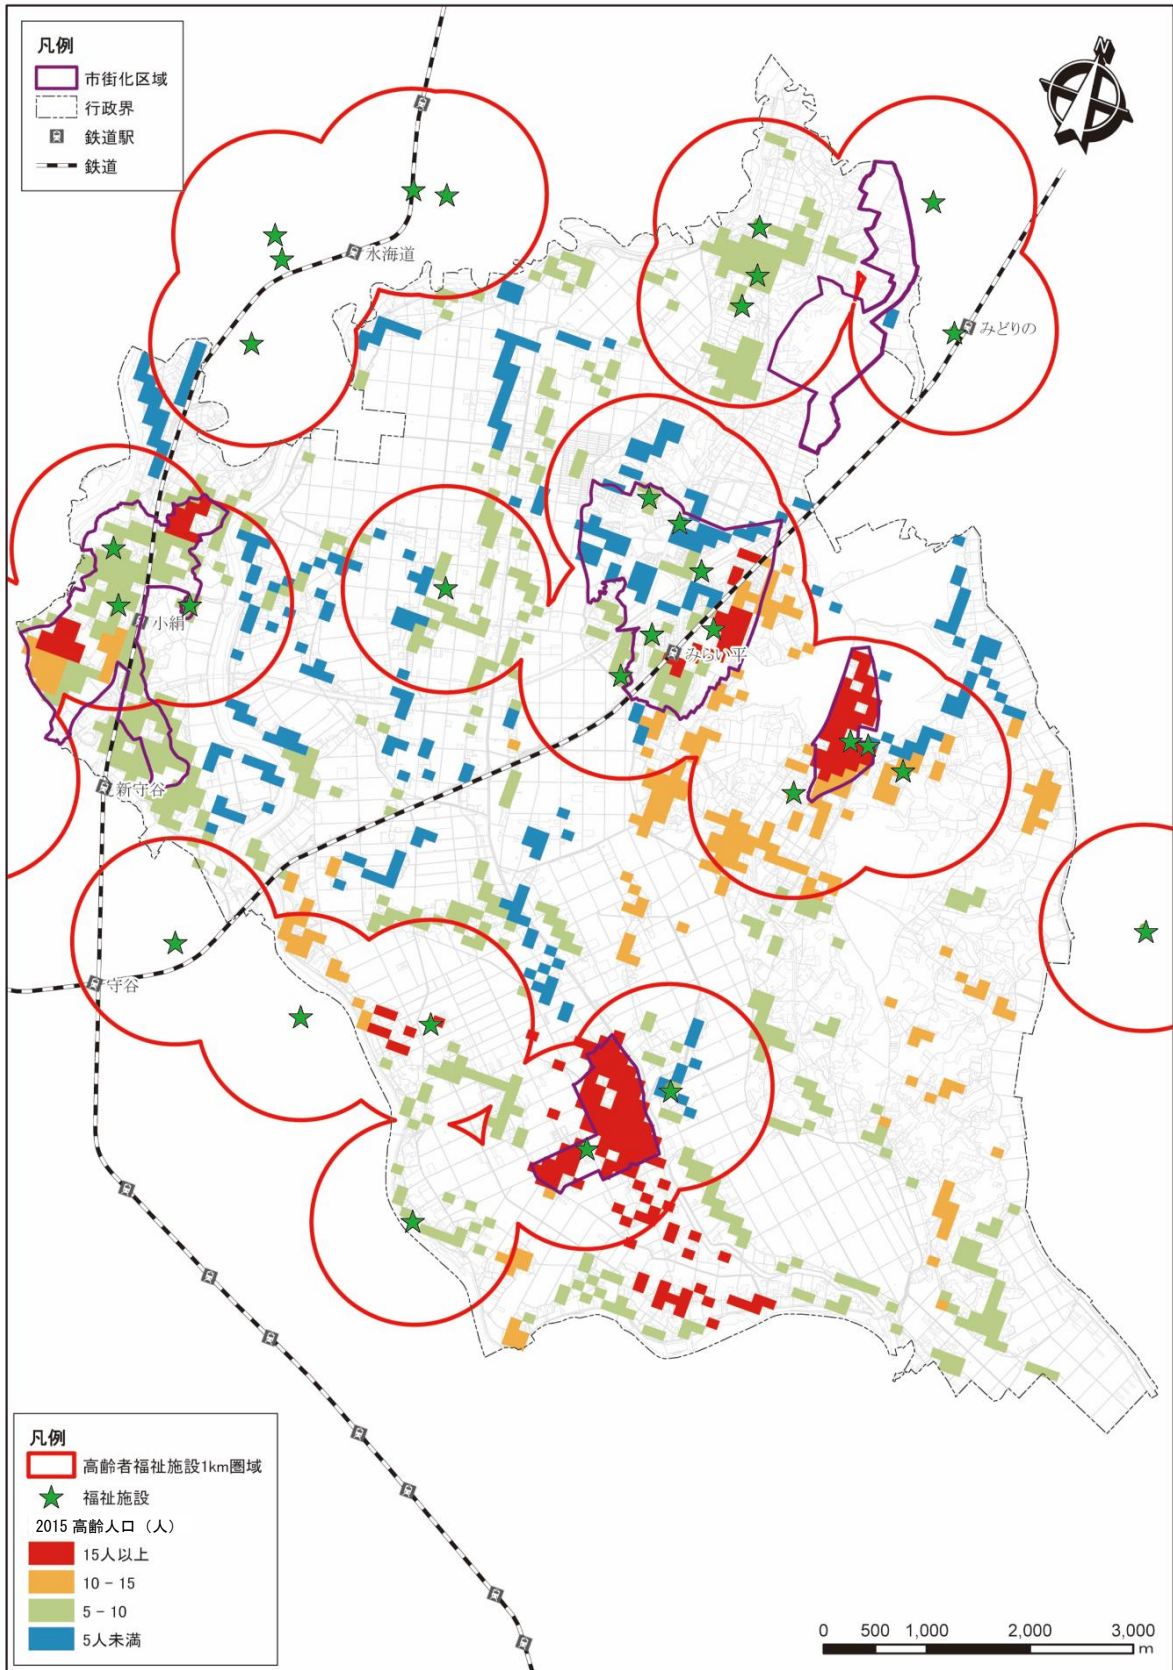 凡例
市街化区域
行政界
鉄道駅
鉄道
N
水海道
みどりの
小絹
みらい平
新守谷
守谷
凡例
高齢者福祉施設1km圏域
福祉施設
2015 高齢人口（人）
15人以上
10 − 15
5 − 10
5人未満
0 500 1,000 2,000 3,000
m